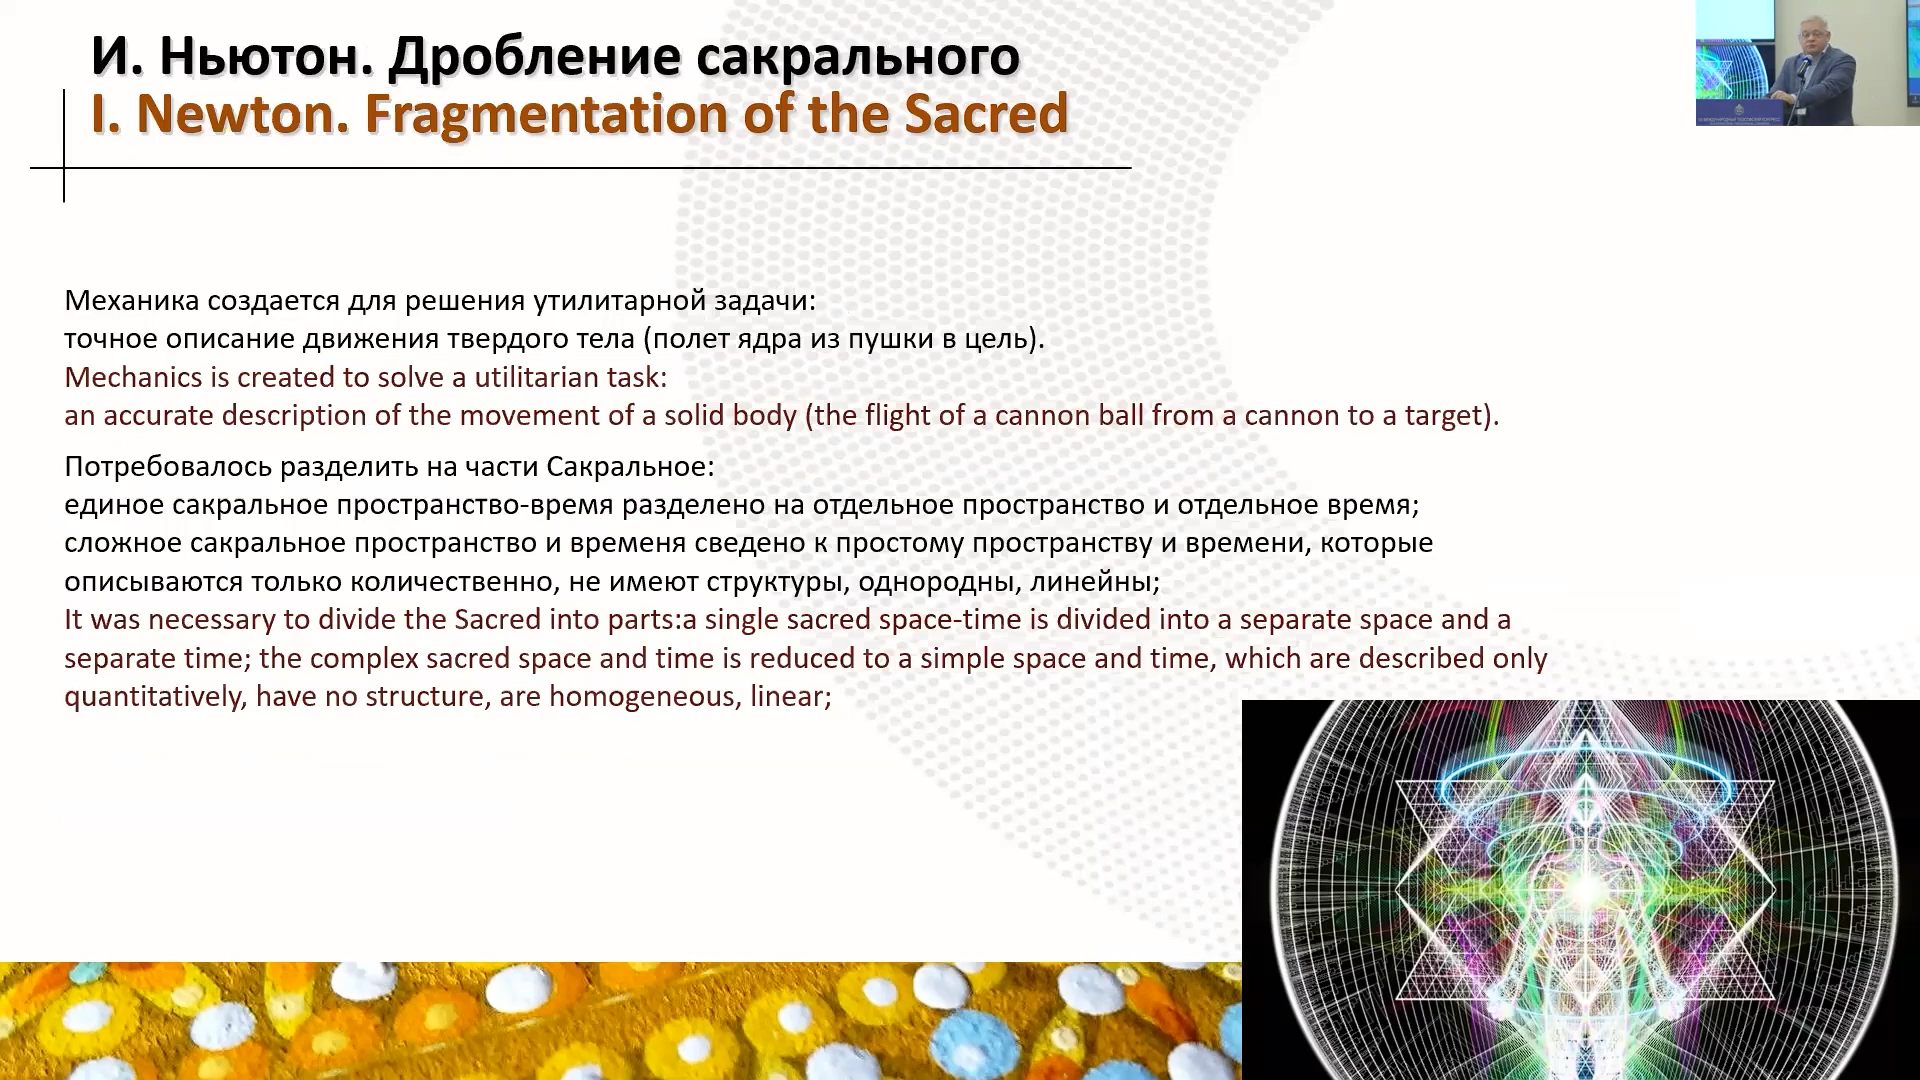 И. Ньютон. Дробление сакрального
I. Newton. Fragmentation of the Sacred
Механика создается для решения утилитарной задачи:
точное описание движения твердого тела (полет ядра из пушки в цель).
Mechanics is created to solve a utilitarian task:
an accurate description of the movement of a solid body (the flight of a cannon ball from a cannon to a target).
Потребовалось разделить на части Сакральное:
единое сакральное пространство-время разделено на отдельное пространство и отдельное время;
сложное сакральное пространство и временя сведено к простому пространству и времени, которые
описываются только количественно, не имеют структуры, однородны, линейны;
It was necessary to divide the Sacred into parts:a single sacred space-time is divided into a separate space and a
separate time; the complex sacred space and time is reduced to a simple space and time, which are described only
quantitatively, have no structure, are homogeneous, linear;